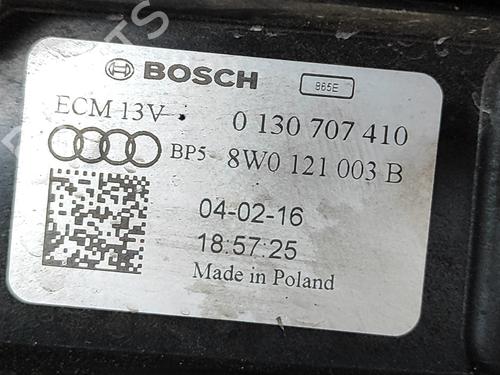 BOSCH 865E
ECM 13V 0 130 707 410
BP5 8W0 121 003 B
04-02-16
18:57:25
Made in Poland